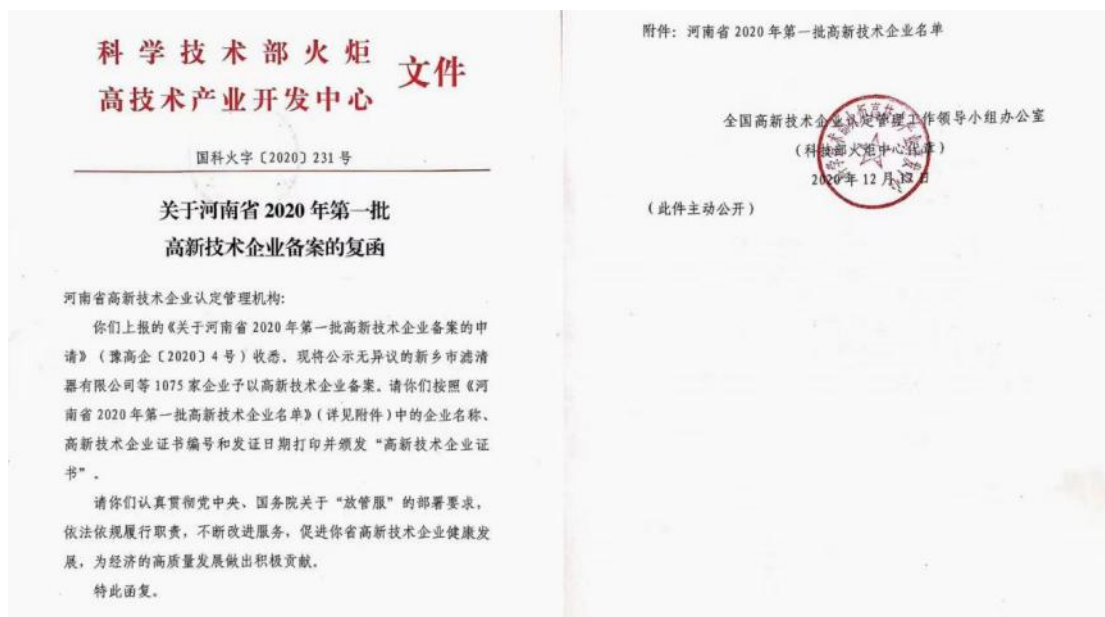 科学技术部火炬
高技术产业开发中心
文件
国科火字〔2020〕231号
关于河南省2020年第一批
高新技术企业备案的复函
河南省高新技术企业认定管理机构:
你们上报的《关于河南省2020年第一批高新技术企业备案的申
请》（豫高企〔2020〕4号）收悉。现将公示无异议的新乡市滤清
器有限公司等1075家企业予以高新技术企业备案。请你们按照《河
南省2020年第一批高新技术企业名单》（详见附件）中的企业名称、
高新技术企业证书编号和发证日期打印并颁发“高新技术企业证
书”。
请你们认真贯彻党中央、国务院关于“放管服”的部署要求，
依法依规履行职责，不断改进服务，促进你省高新技术企业健康发
展，为经济的高质量发展做出积极贡献。
特此函复。
附件：河南省2020年第一批高新技术企业名单
全国高新技术企业认定管理工作领导小组办公室
（科技部火炬中心代章）
2020年12月
（此件主动公开）